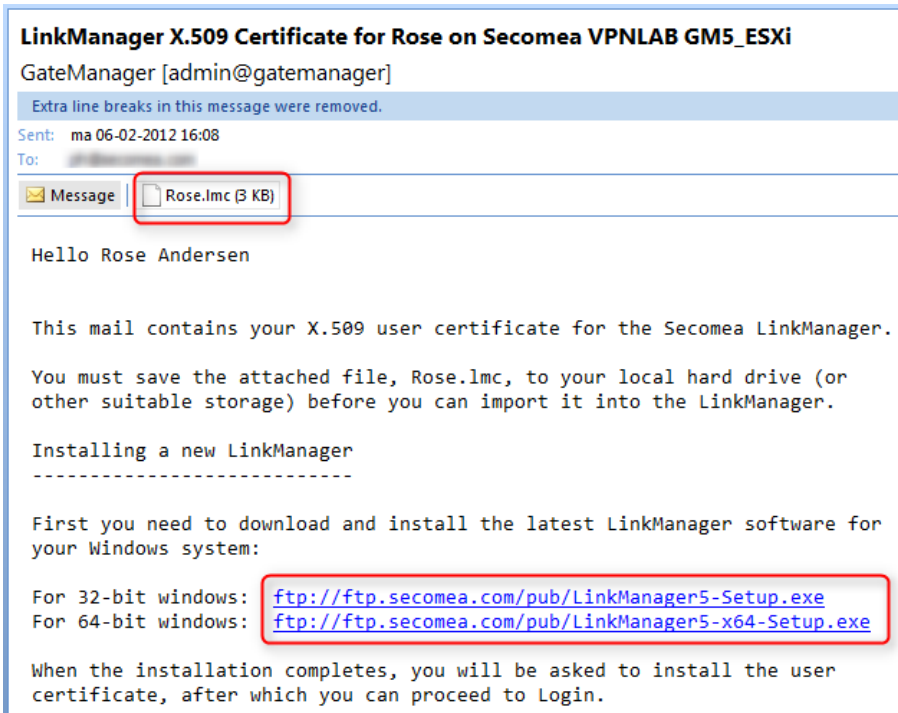 LinkManager X.509 Certificate for Rose on Secomea VPNLAB GM5_ESXi
GateManager [admin@gatemanager]
Extra line breaks in this message were removed.
Sent: ma 06-02-2012 16:08
To:
Message Rose.lmc (3 KB)
Hello Rose Andersen
This mail contains your X.509 user certificate for the Secomea LinkManager.
You must save the attached file, Rose.lmc, to your local hard drive (or
other suitable storage) before you can import it into the LinkManager.
Installing a new LinkManager
----------------------------
First you need to download and install the latest LinkManager software for
your Windows system:
For 32-bit windows: ftp://ftp.secomea.com/pub/LinkManager5-Setup.exe
For 64-bit windows: ftp://ftp.secomea.com/pub/LinkManager5-x64-Setup.exe
When the installation completes, you will be asked to install the user
certificate, after which you can proceed to Login.